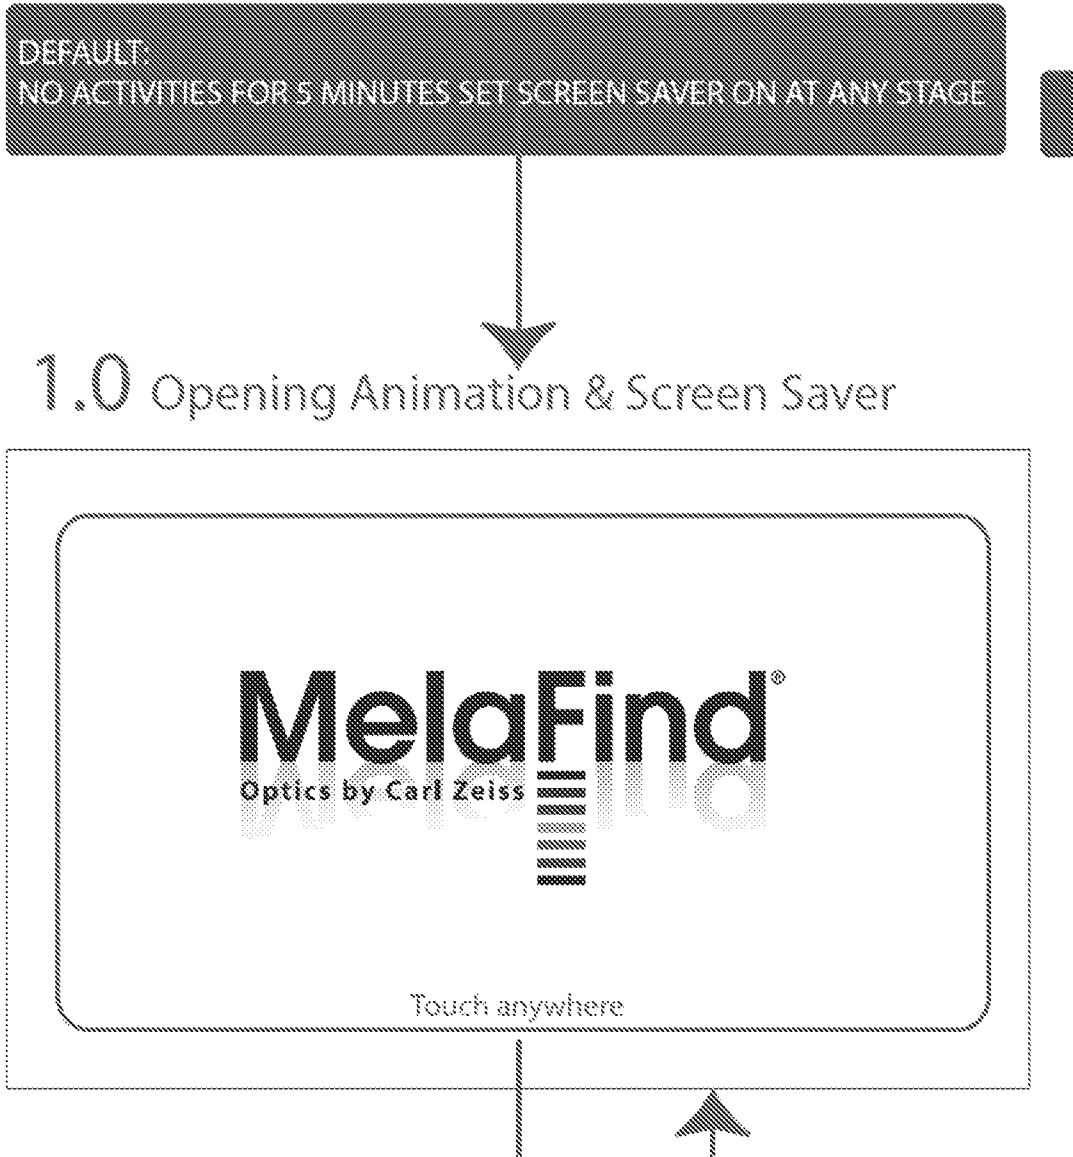 DEFAULT:
NO ACTIVITIES FOR 5 MINUTES SET SCREEN SAVER ON AT ANY STAGE
1.0 Opening Animation & Screen Saver
MelaFind®
Optics by Carl Zeiss
Touch anywhere